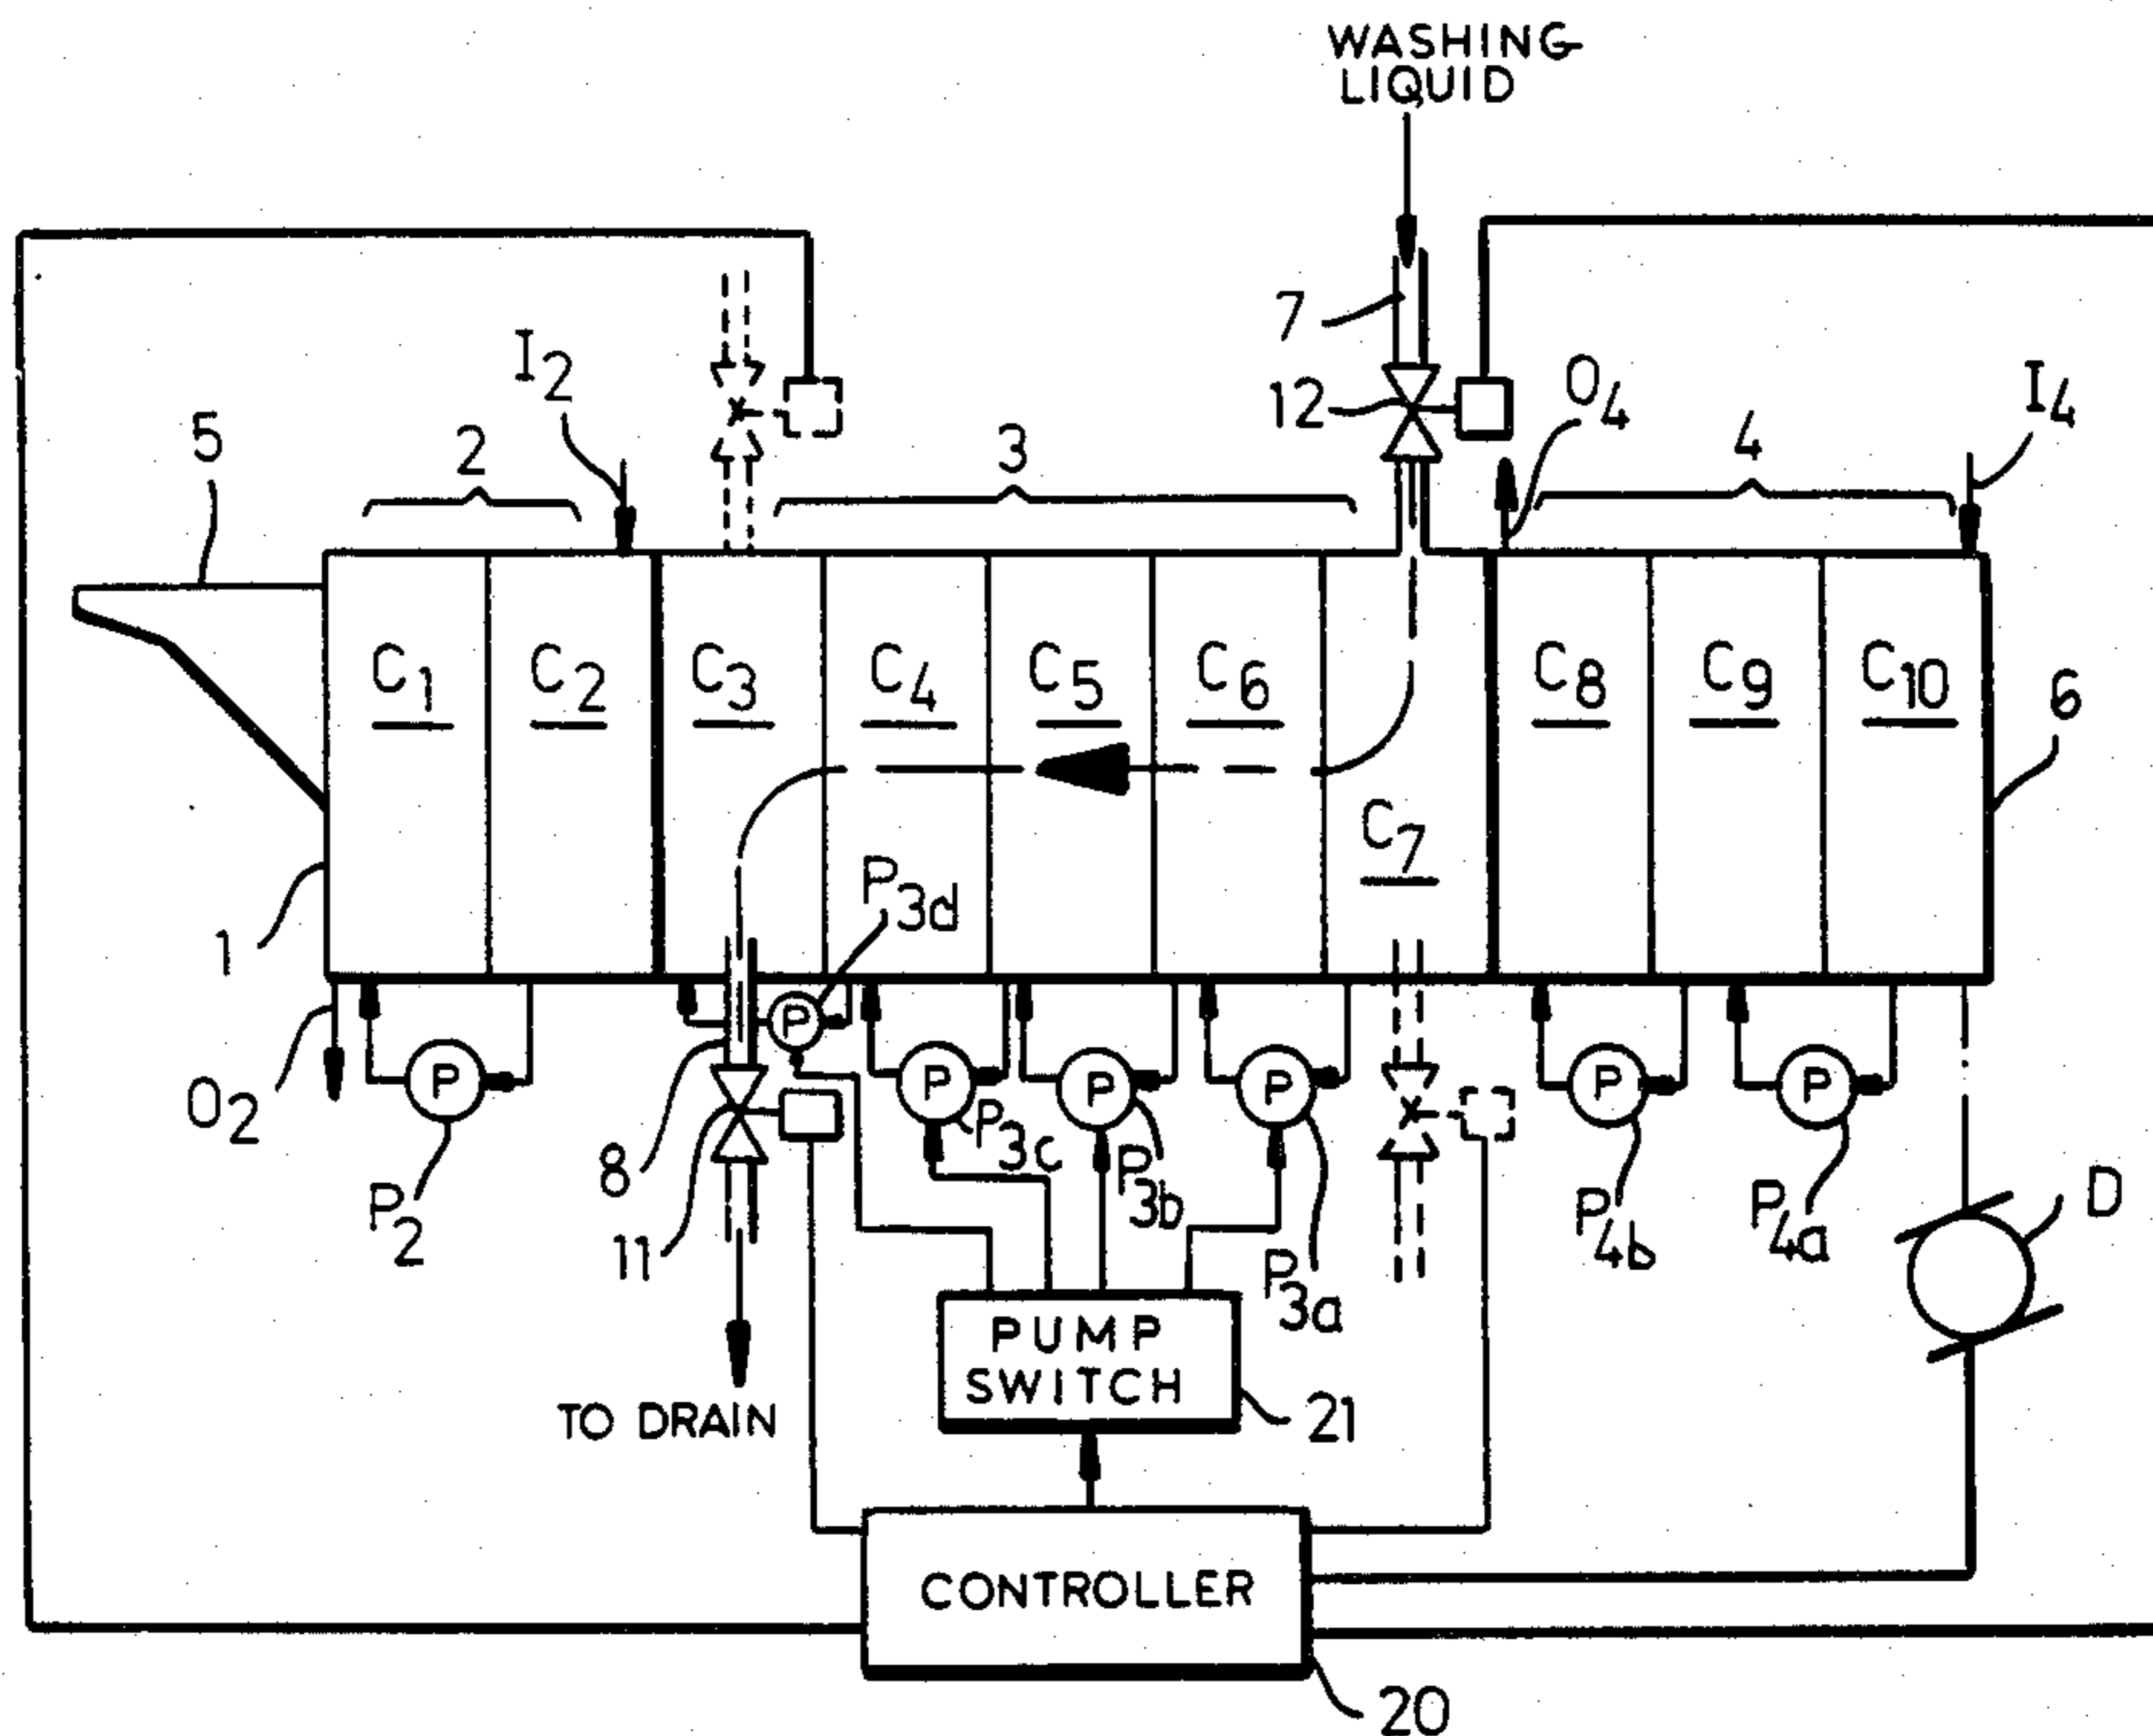 WASHING
LIQUID
7
I2
12
O4
I4
5
2
3
4
C1
C2
C3
C4
C5
C6
C8
C9
C10
6
C7
P3d
1
O2
P
P
P
P
P
P
P
P2
8
11
P3c
P3b
P3a
P4b
P4a
D
PUMP
SWITCH
21
TO DRAIN
CONTROLLER
20